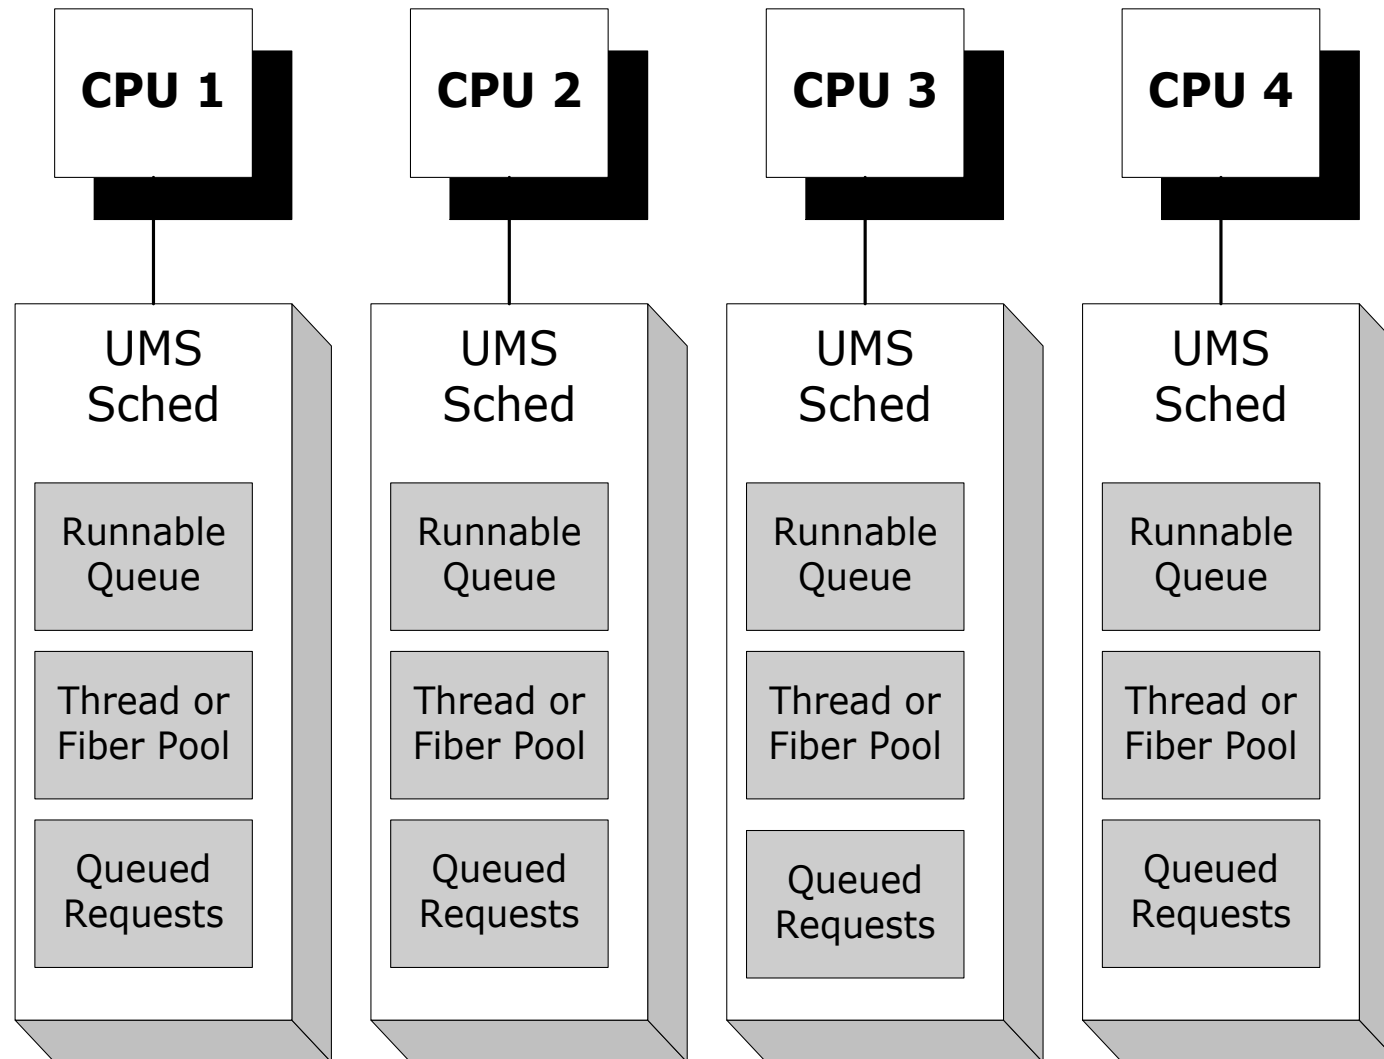 CPU 1
CPU 2
CPU 3
CPU 4
UMS
Sched
Runnable
Queue
Thread or
Fiber Pool
Queued
Requests
UMS
Sched
Runnable
Queue
Thread or
Fiber Pool
Queued
Requests
UMS
Sched
Runnable
Queue
Thread or
Fiber Pool
Queued
Requests
UMS
Sched
Runnable
Queue
Thread or
Fiber Pool
Queued
Requests